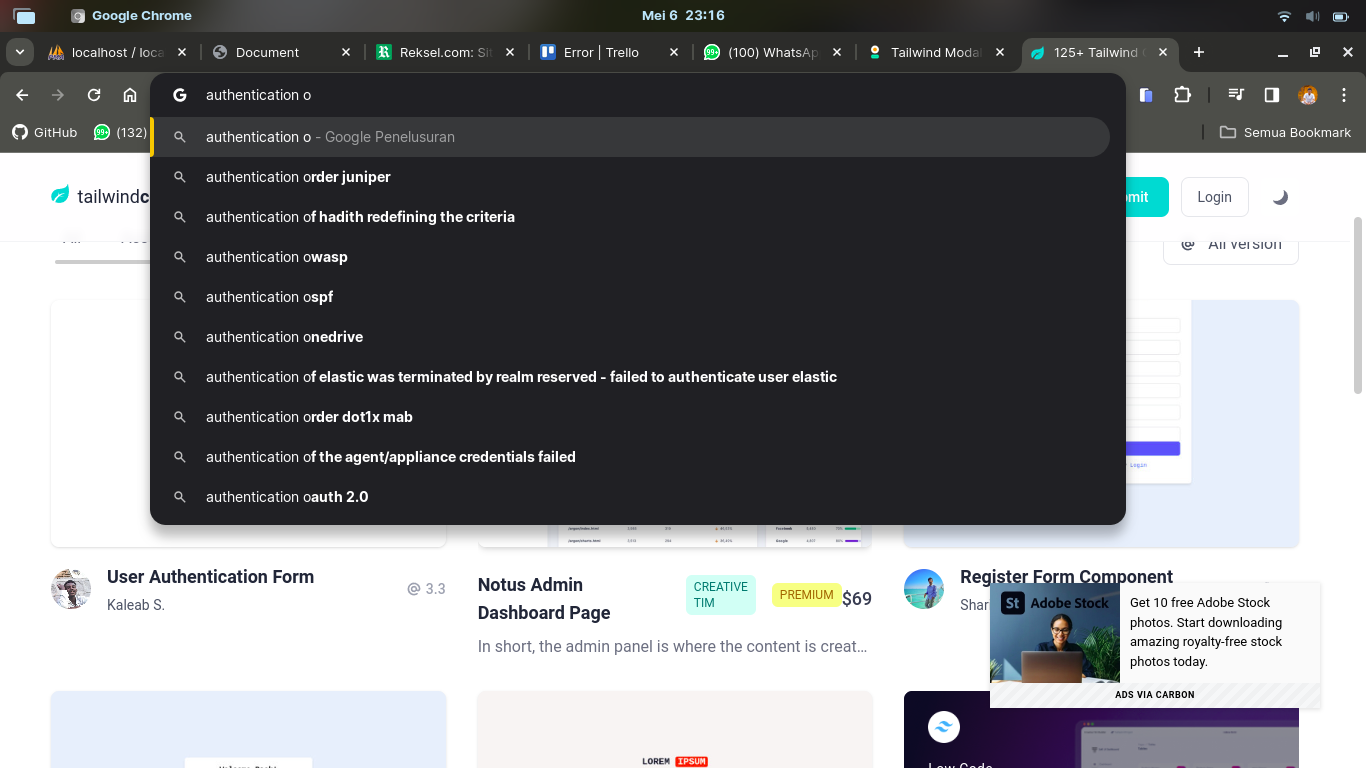 Google Chrome
Mei 6 23:16
localhost / loca
Document
Reksel.com: Sit
Error | Trello
(100) WhatsAp
Tailwind Modal
125+ Tailwind
authentication o
GitHub
99+ (132)
Semua Bookmark
authentication o - Google Penelusuran
authentication order juniper
authentication of hadith redefining the criteria
authentication owasp
authentication ospf
authentication onedrive
authentication of elastic was terminated by realm reserved - failed to authenticate user elastic
authentication order dot1x mab
authentication of the agent/appliance credentials failed
authentication oauth 2.0
tailwindc
mit
Login
All version
Login
User Authentication Form
Kaleab S.
3.3
Notus Admin
Dashboard Page
CREATIVE
TIM
PREMIUM
$69
In short, the admin panel is where the content is creat...
Register Form Component
Shar
St Adobe Stock
Get 10 free Adobe Stock
photos. Start downloading
amazing royalty-free stock
photos today.
ADS VIA CARBON
LOREM IPSUM
Low Code